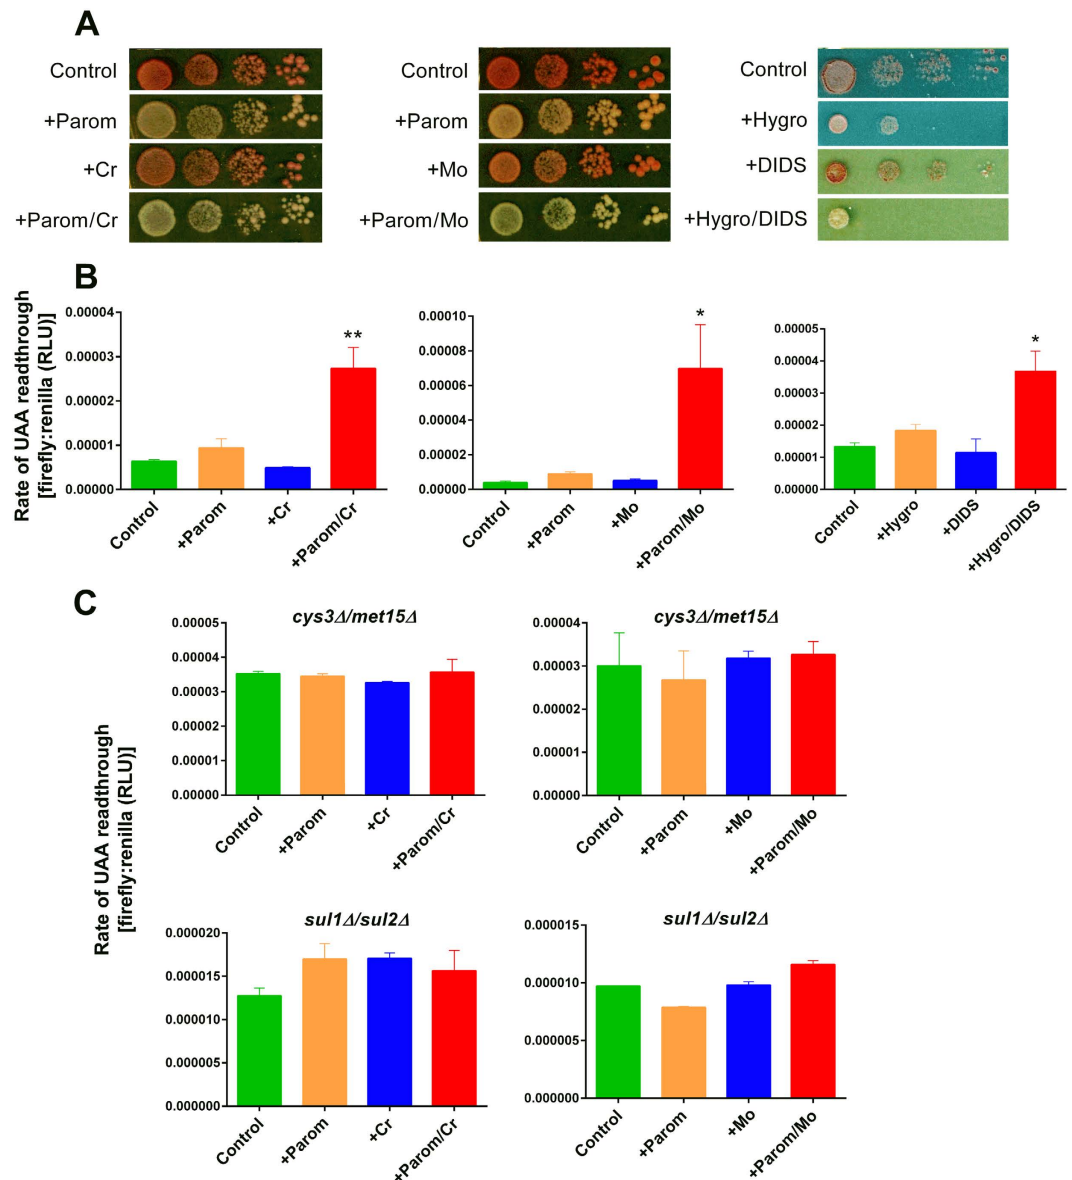 A
Control
+Parom
+Cr
+Parom/Cr
Control
+Parom
+Mo
+Parom/Mo
Control
+Hygro
+DIDS
+Hygro/DIDS
B
Rate of UAA readthrough
[firefly:renilla (RLU)]
0.00004
0.00003
0.00002
0.00001
0.00000
**
Control
+Parom
+Cr
+Parom/Cr
0.00010
0.00008
0.00006
0.00004
0.00002
0.00000
*
Control
+Parom
+Mo
+Parom/Mo
0.00005
0.00004
0.00003
0.00002
0.00001
0.00000
*
Control
+Hygro
+DIDS
+Hygro/DIDS
C
Rate of UAA readthrough
[firefly:renilla (RLU)]
cys3Δ/met15Δ
0.00005
0.00004
0.00003
0.00002
0.00001
0.00000
Control
+Parom
+Cr
+Parom/Cr
cys3Δ/met15Δ
0.00004
0.00003
0.00002
0.00001
0.00000
Control
+Parom
+Mo
+Parom/Mo
sul1Δ/sul2Δ
0.000020
0.000015
0.000010
0.000005
0.000000
Control
+Parom
+Cr
+Parom/Cr
sul1Δ/sul2Δ
0.000015
0.000010
0.000005
0.000000
Control
+Parom
+Mo
+Parom/Mo